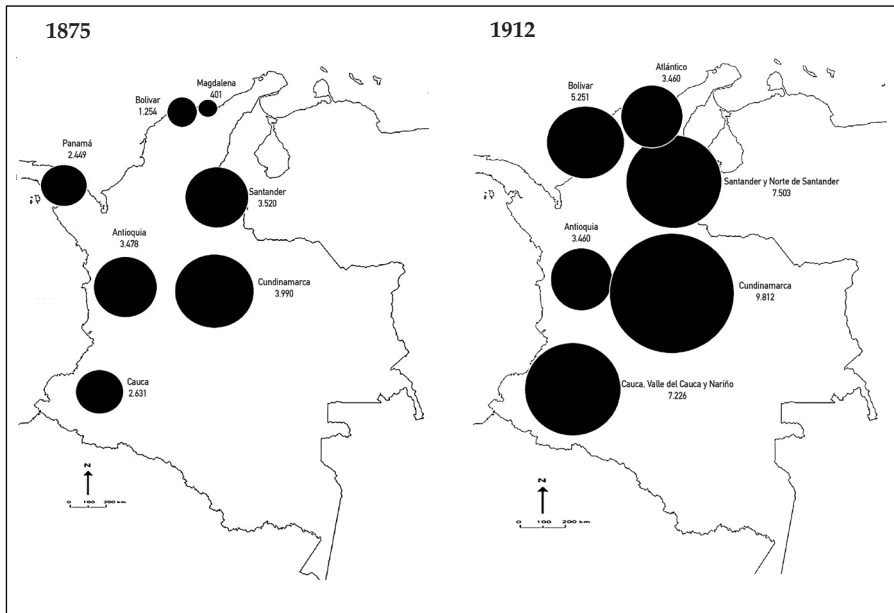 1875
Magdalena
401
Bolivar
1.254
Panamá
2.449
Santander
3.520
Antioquia
3.478
Cundinamarca
3.990
Cauca
2.631
N
0 100 200 km
1912
Atlántico
3.460
Bolivar
5.251
Santander y Norte de Santander
7.503
Antioquia
3.460
Cundinamarca
9.812
Cauca, Valle del Cauca y Nariño
7.226
N
0 100 200 km